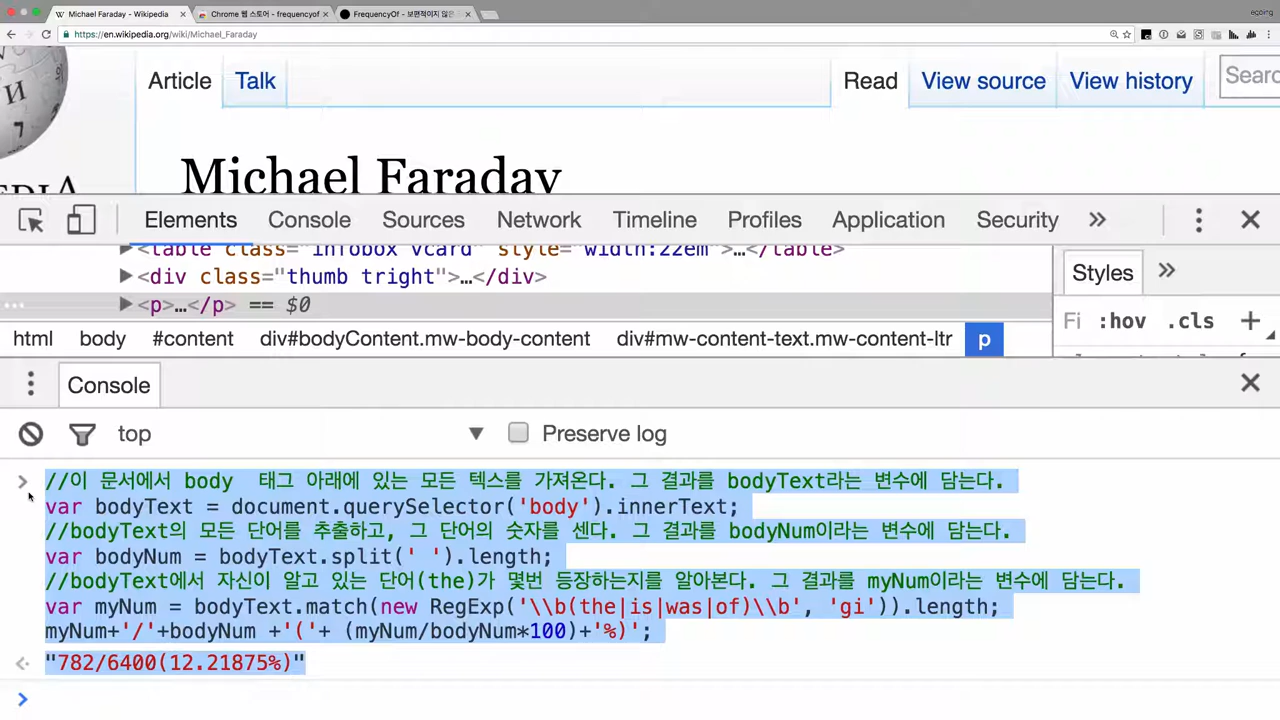 Michael Faraday - Wikipedia × Chrome 웹 스토어 - frequencyof × FrequencyOf - 보편적이지 않은 × egoing
https://en.wikipedia.org/wiki/Michael_Faraday
Article Talk Read View source View history Searc
Michael Faraday
Elements Console Sources Network Timeline Profiles Application Security »
▶<table class="infobox vcard" style="width:22em">…</table>
▶<div class="thumb tright">…</div>
… ▶<p>…</p> == $0
Styles »
Fi :hov .cls +
html body #content div#bodyContent.mw-body-content div#mw-content-text.mw-content-ltr p
Console
top ▼ Preserve log
//이 문서에서 body 태그 아래에 있는 모든 텍스를 가져온다. 그 결과를 bodyText라는 변수에 담는다.
var bodyText = document.querySelector('body').innerText;
//bodyText의 모든 단어를 추출하고, 그 단어의 숫자를 센다. 그 결과를 bodyNum이라는 변수에 담는다.
var bodyNum = bodyText.split(' ').length;
//bodyText에서 자신이 알고 있는 단어(the)가 몇번 등장하는지를 알아본다. 그 결과를 myNum이라는 변수에 담는다.
var myNum = bodyText.match(new RegExp('\\b(the|is|was|of)\\b', 'gi')).length;
myNum+'/'+bodyNum +'('+ (myNum/bodyNum*100)+'%)';
"782/6400(12.21875%)"